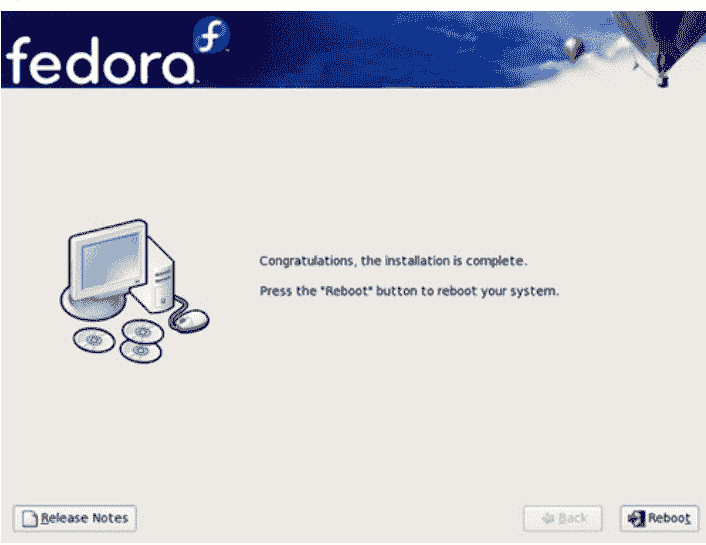 fedora
Congratulations, the installation is complete.
Press the "Reboot" button to reboot your system.
Release Notes
Back
Reboot